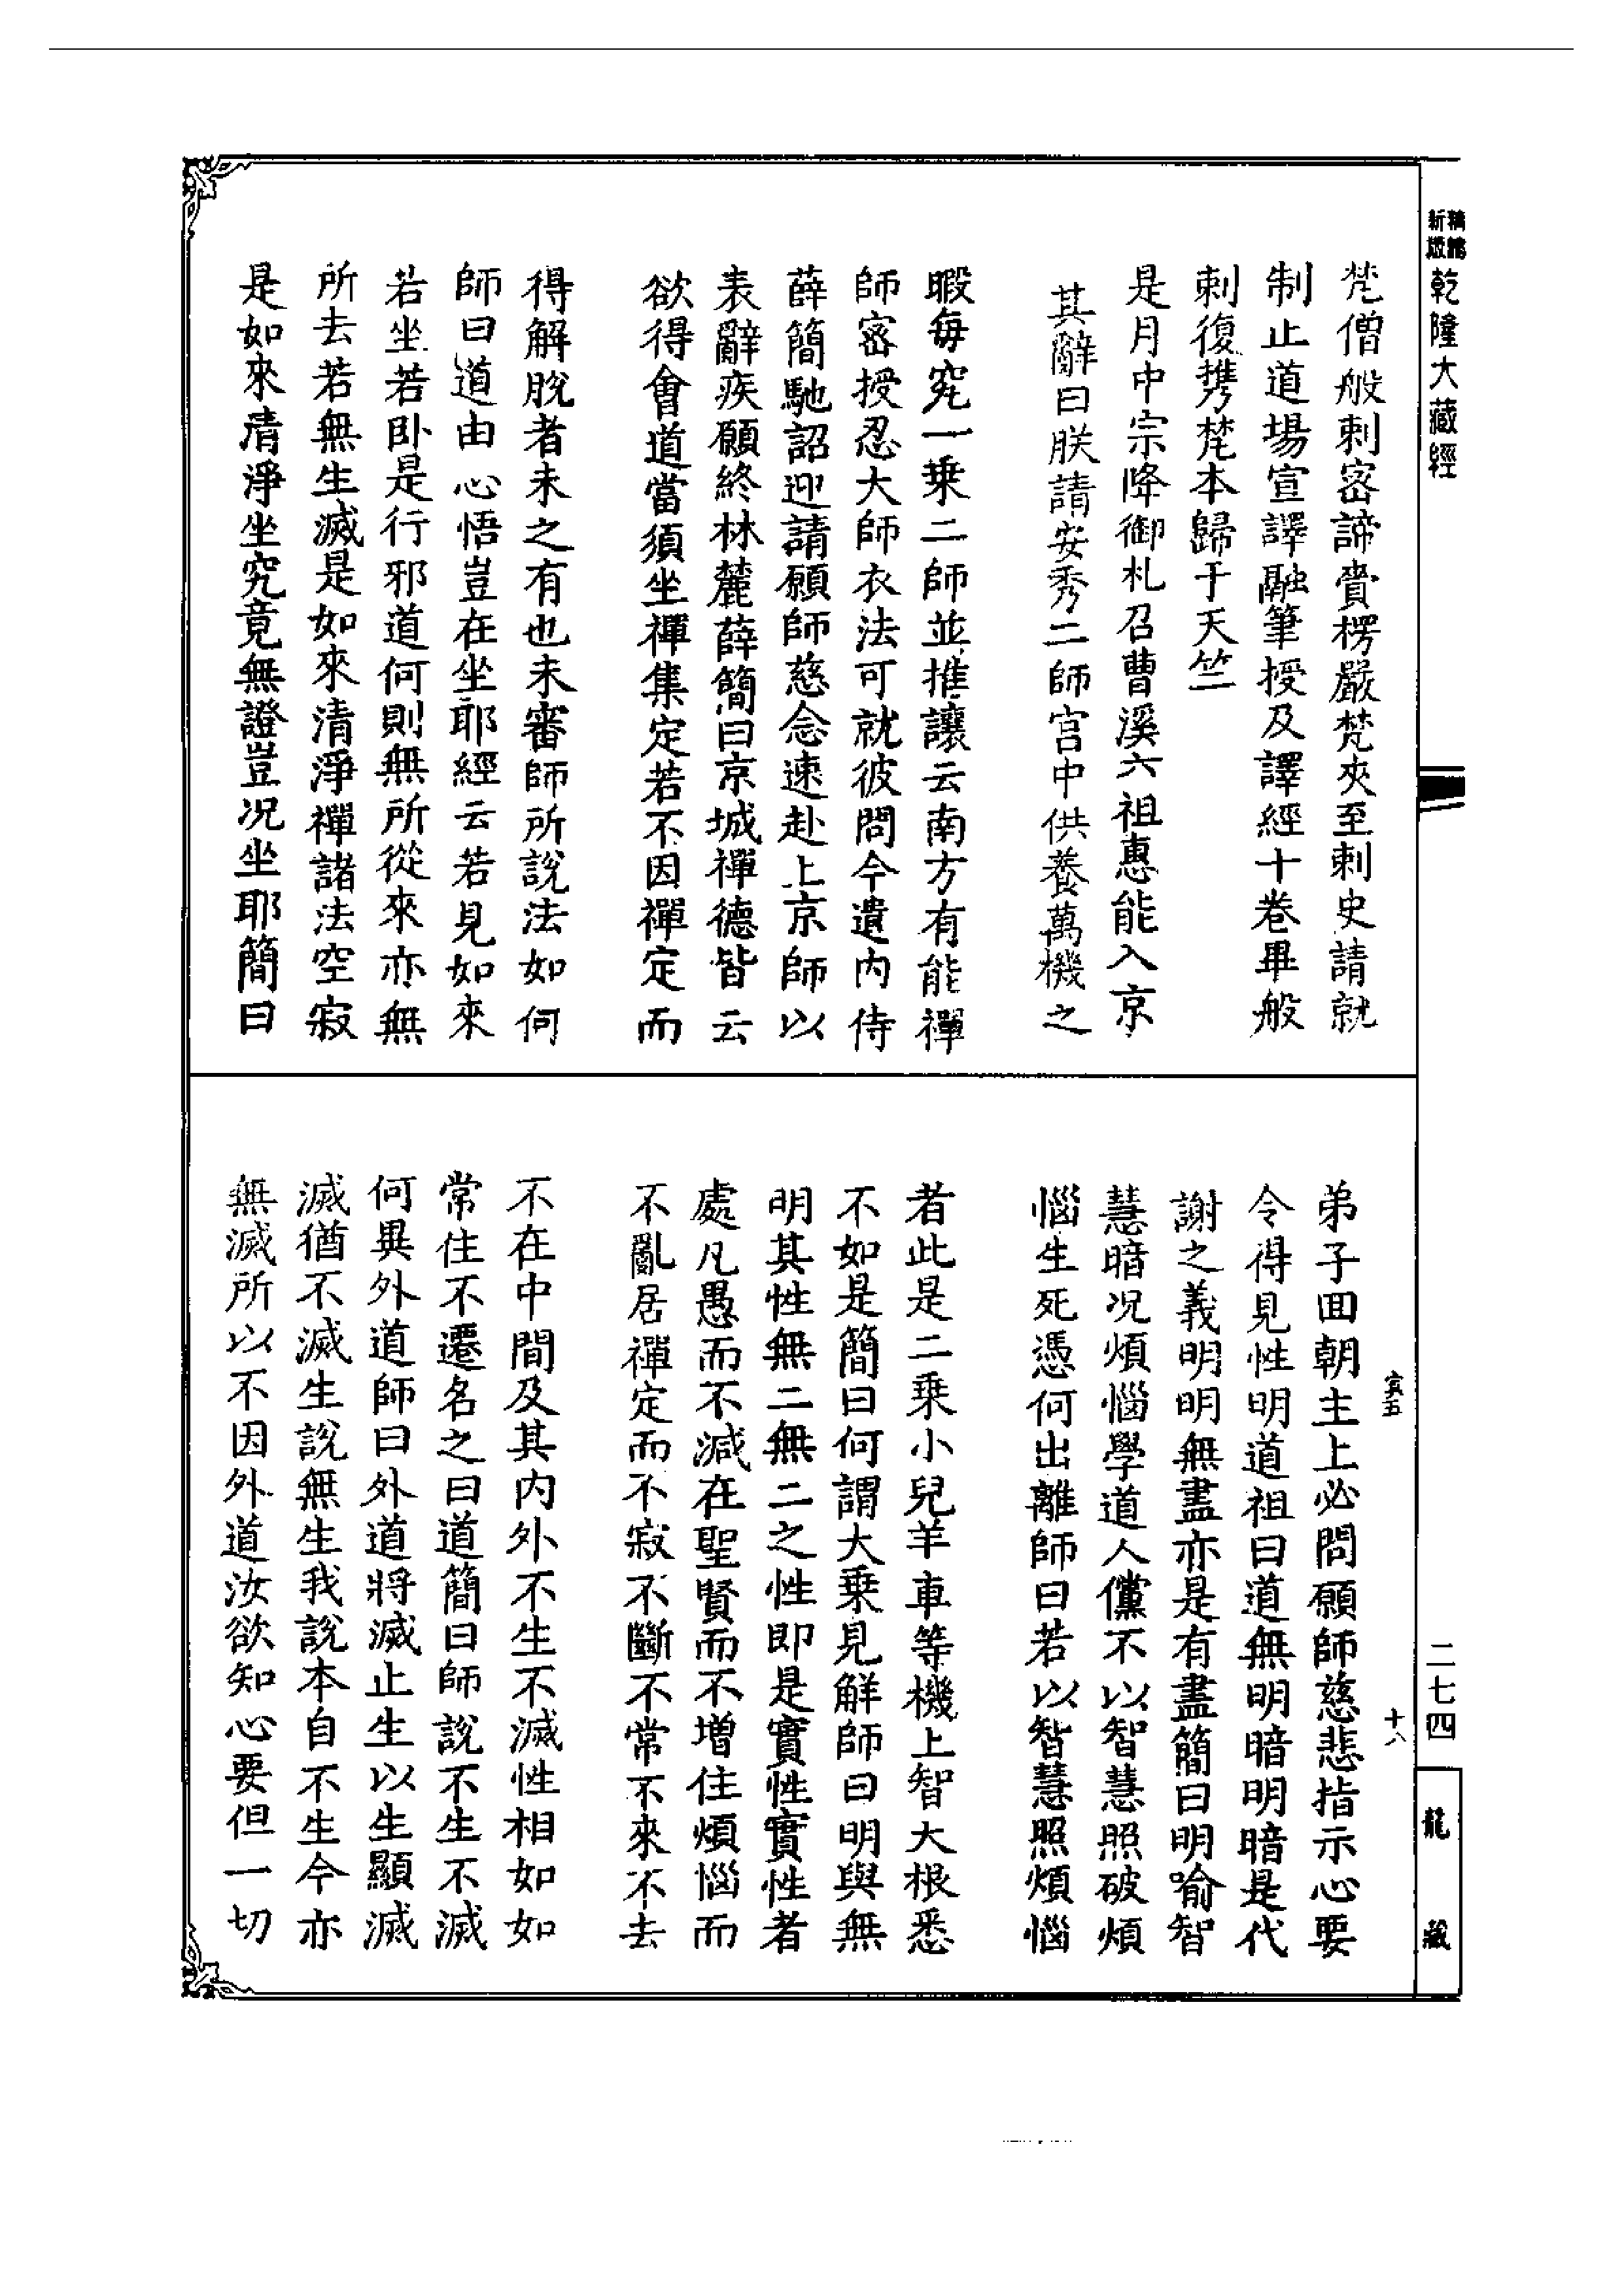 乾隆大藏經
梵僧般剌密諦賷楞嚴梵夾至剌史請就
制止道場宣譯融筆授及譯經十卷畢般
剌復携梵本歸于天竺
是月中宗降御札召曹溪六祖惠能入京
其辭曰朕請安秀二師宮中供養萬機之
暇每究一乗二師並推讓云南方有能禪
師密授忍大師衣法可就彼問今遣內侍
薛簡馳詔迎請願師慈念速赴上京師以
表辭疾願終林麓薛簡曰京城禪德皆云
欲得會道當須坐禪集定若不因禪定而
得解脫者未之有也未審師所說法如何
師曰道由心悟豈在坐耶經云若見如來
若坐若臥是行邪道何則無所從來亦無
所去若無生滅是如來清淨禪諸法空寂
是如來清淨坐究竟無證豈況坐耶簡曰
弟子回朝主上必問願師慈悲指示心要
令得見性明道祖曰道無明暗明暗是代
謝之義明明無盡亦是有盡簡曰明喻智
慧暗況煩惱學道人儻不以智慧照破煩
惱生死憑何出離師曰若以智慧照煩惱
者此是二乗小兒羊車等機上智大根悉
不如是簡曰何謂大乗見解師曰明與無
明其性無二無二之性即是實性實性者
處凡愚而不減在聖賢而不增住煩惱而
不亂居禪定而不寂不斷不常不來不去
不在中間及其內外不生不滅性相如如
常住不遷名之曰道簡曰師說不生不滅
何異外道師曰外道將滅止生以生顯滅
滅猶不滅生說無生我說本自不生今亦
無滅所以不因外道汝欲知心要但一切
十六
二七四
龍藏